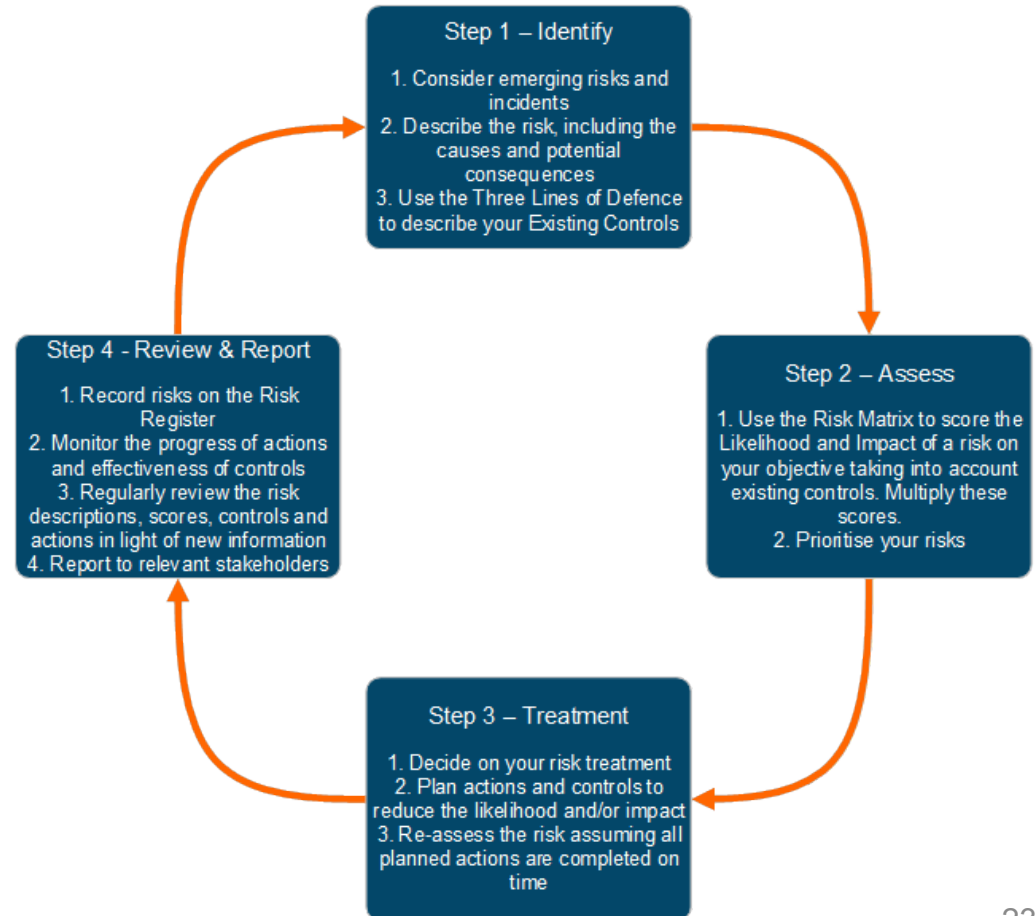 Step 1 – Identify
1. Consider emerging risks and
incidents
2. Describe the risk, including the
causes and potential
consequences
3. Use the Three Lines of Defence
to describe your Existing Controls
Step 2 – Assess
1. Use the Risk Matrix to score the
Likelihood and Impact of a risk on
your objective taking into account
existing controls. Multiply these
scores.
2. Prioritise your risks
Step 3 – Treatment
1. Decide on your risk treatment
2. Plan actions and controls to
reduce the likelihood and/or impact
3. Re-assess the risk assuming all
planned actions are completed on
time
Step 4 - Review & Report
1. Record risks on the Risk
Register
2. Monitor the progress of actions
and effectiveness of controls
3. Regularly review the risk
descriptions, scores, controls and
actions in light of new information
4. Report to relevant stakeholders